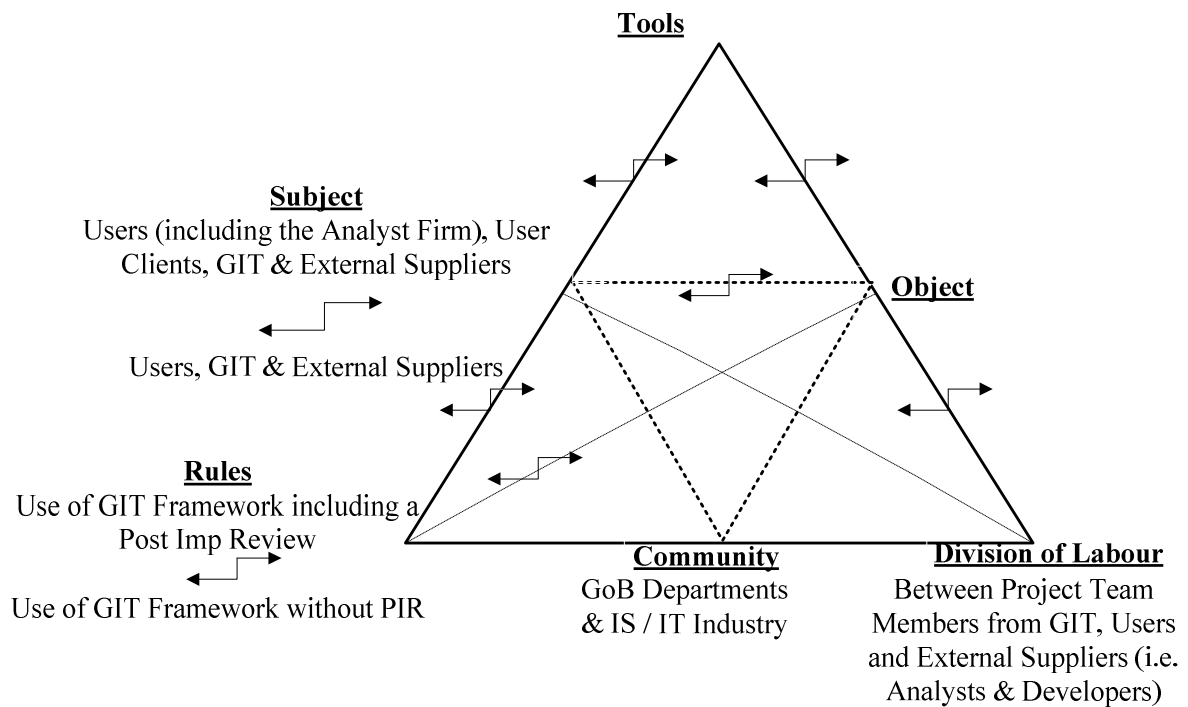 Tools
Subject
Users (including the Analyst Firm), User
Clients, GIT & External Suppliers
Users, GIT & External Suppliers
Object
Rules
Use of GIT Framework including a
Post Imp Review
Use of GIT Framework without PIR
Community
GoB Departments
& IS / IT Industry
Division of Labour
Between Project Team
Members from GIT, Users
and External Suppliers (i.e.
Analysts & Developers)